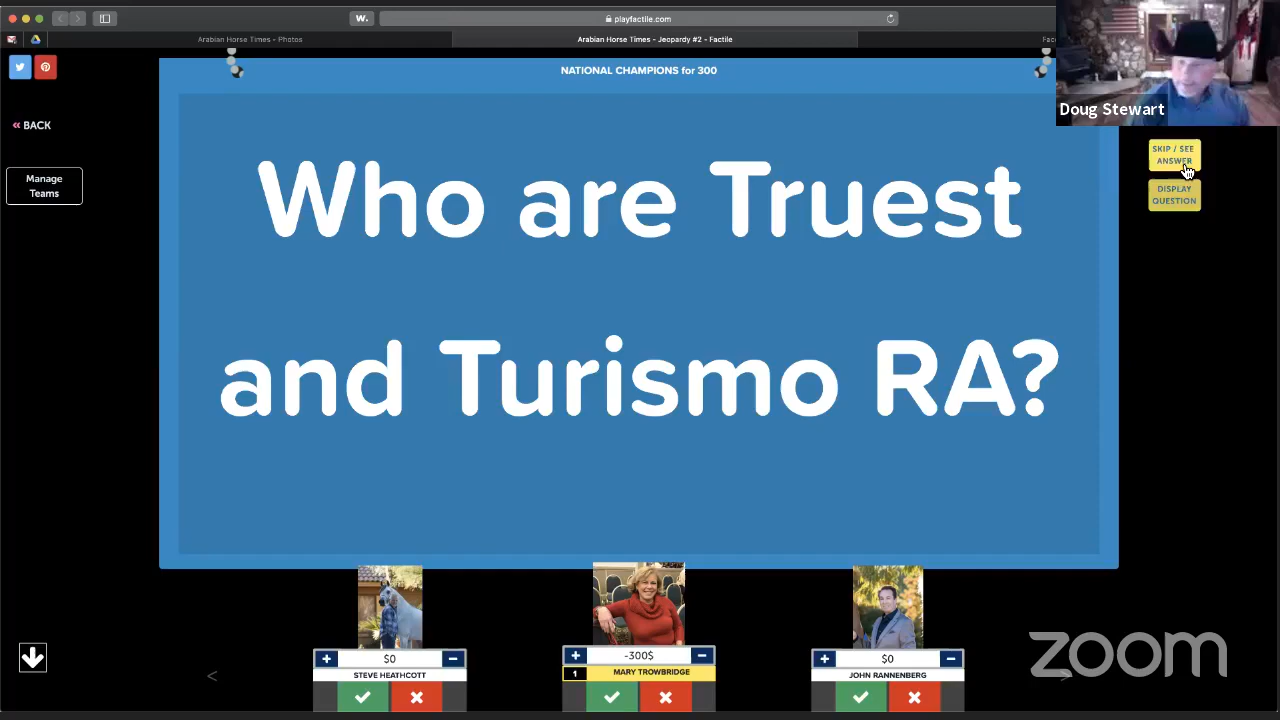 W.
playfactile.com
Arabian Horse Times - Photos
Arabian Horse Times - Jeopardy #2 - Factile
Fac
NATIONAL CHAMPIONS for 300
Doug Stewart
« BACK
Manage
Teams
SKIP / SEE
ANSWER
DISPLAY
QUESTION
Who are Truest
and Turismo RA?
+ $0 −
STEVE HEATHCOTT
+ -300$ −
1 MARY TROWBRIDGE
+ $0 −
JOHN RANNENBERG
<
>
zoom